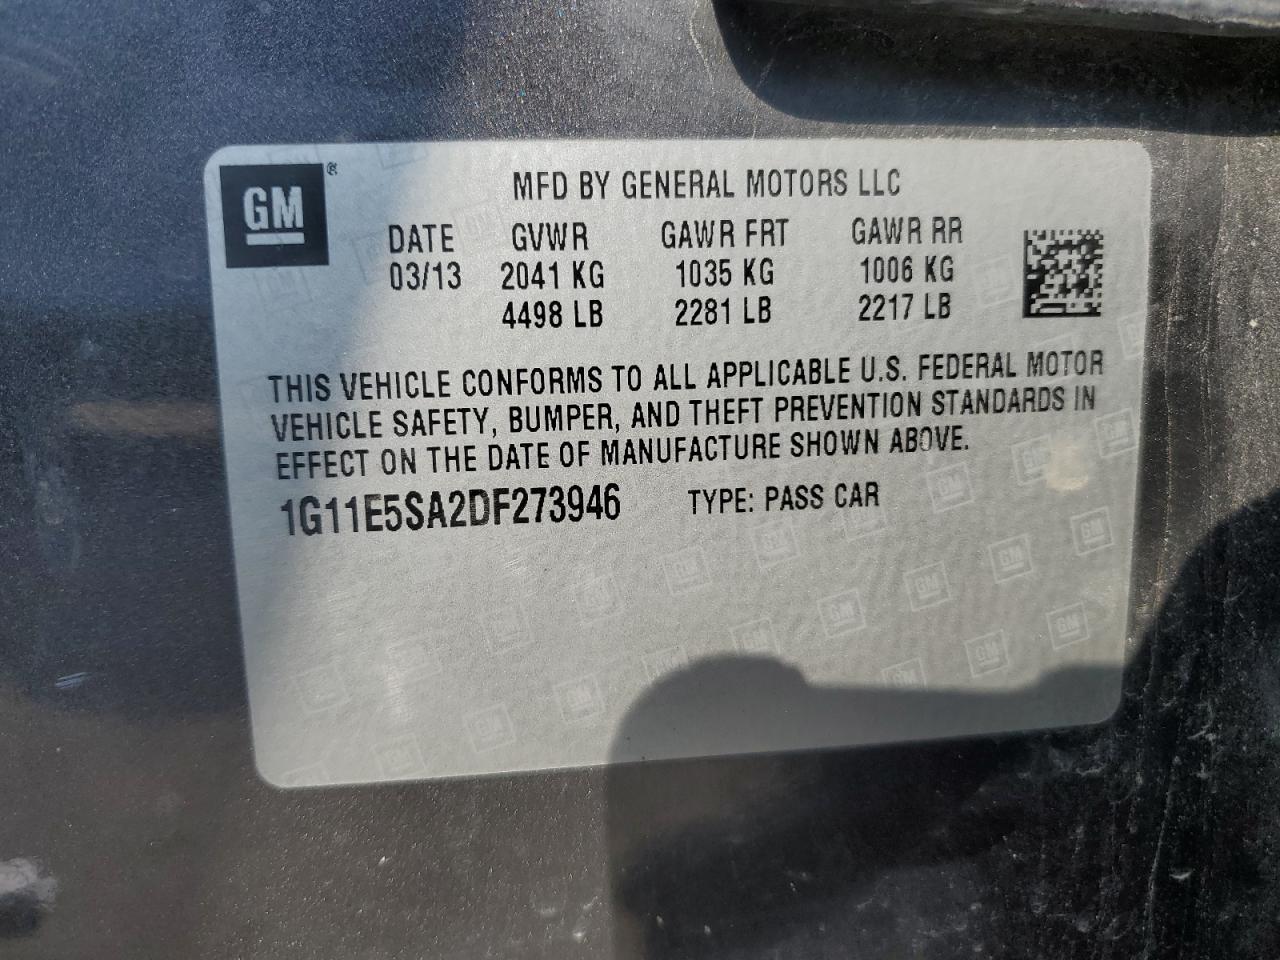 GM ®
MFD BY GENERAL MOTORS LLC
DATE GVWR GAWR FRT GAWR RR
03/13 2041 KG 1035 KG 1006 KG
4498 LB 2281 LB 2217 LB
THIS VEHICLE CONFORMS TO ALL APPLICABLE U.S. FEDERAL MOTOR
VEHICLE SAFETY, BUMPER, AND THEFT PREVENTION STANDARDS IN
EFFECT ON THE DATE OF MANUFACTURE SHOWN ABOVE.
1G11E5SA2DF273946 TYPE: PASS CAR